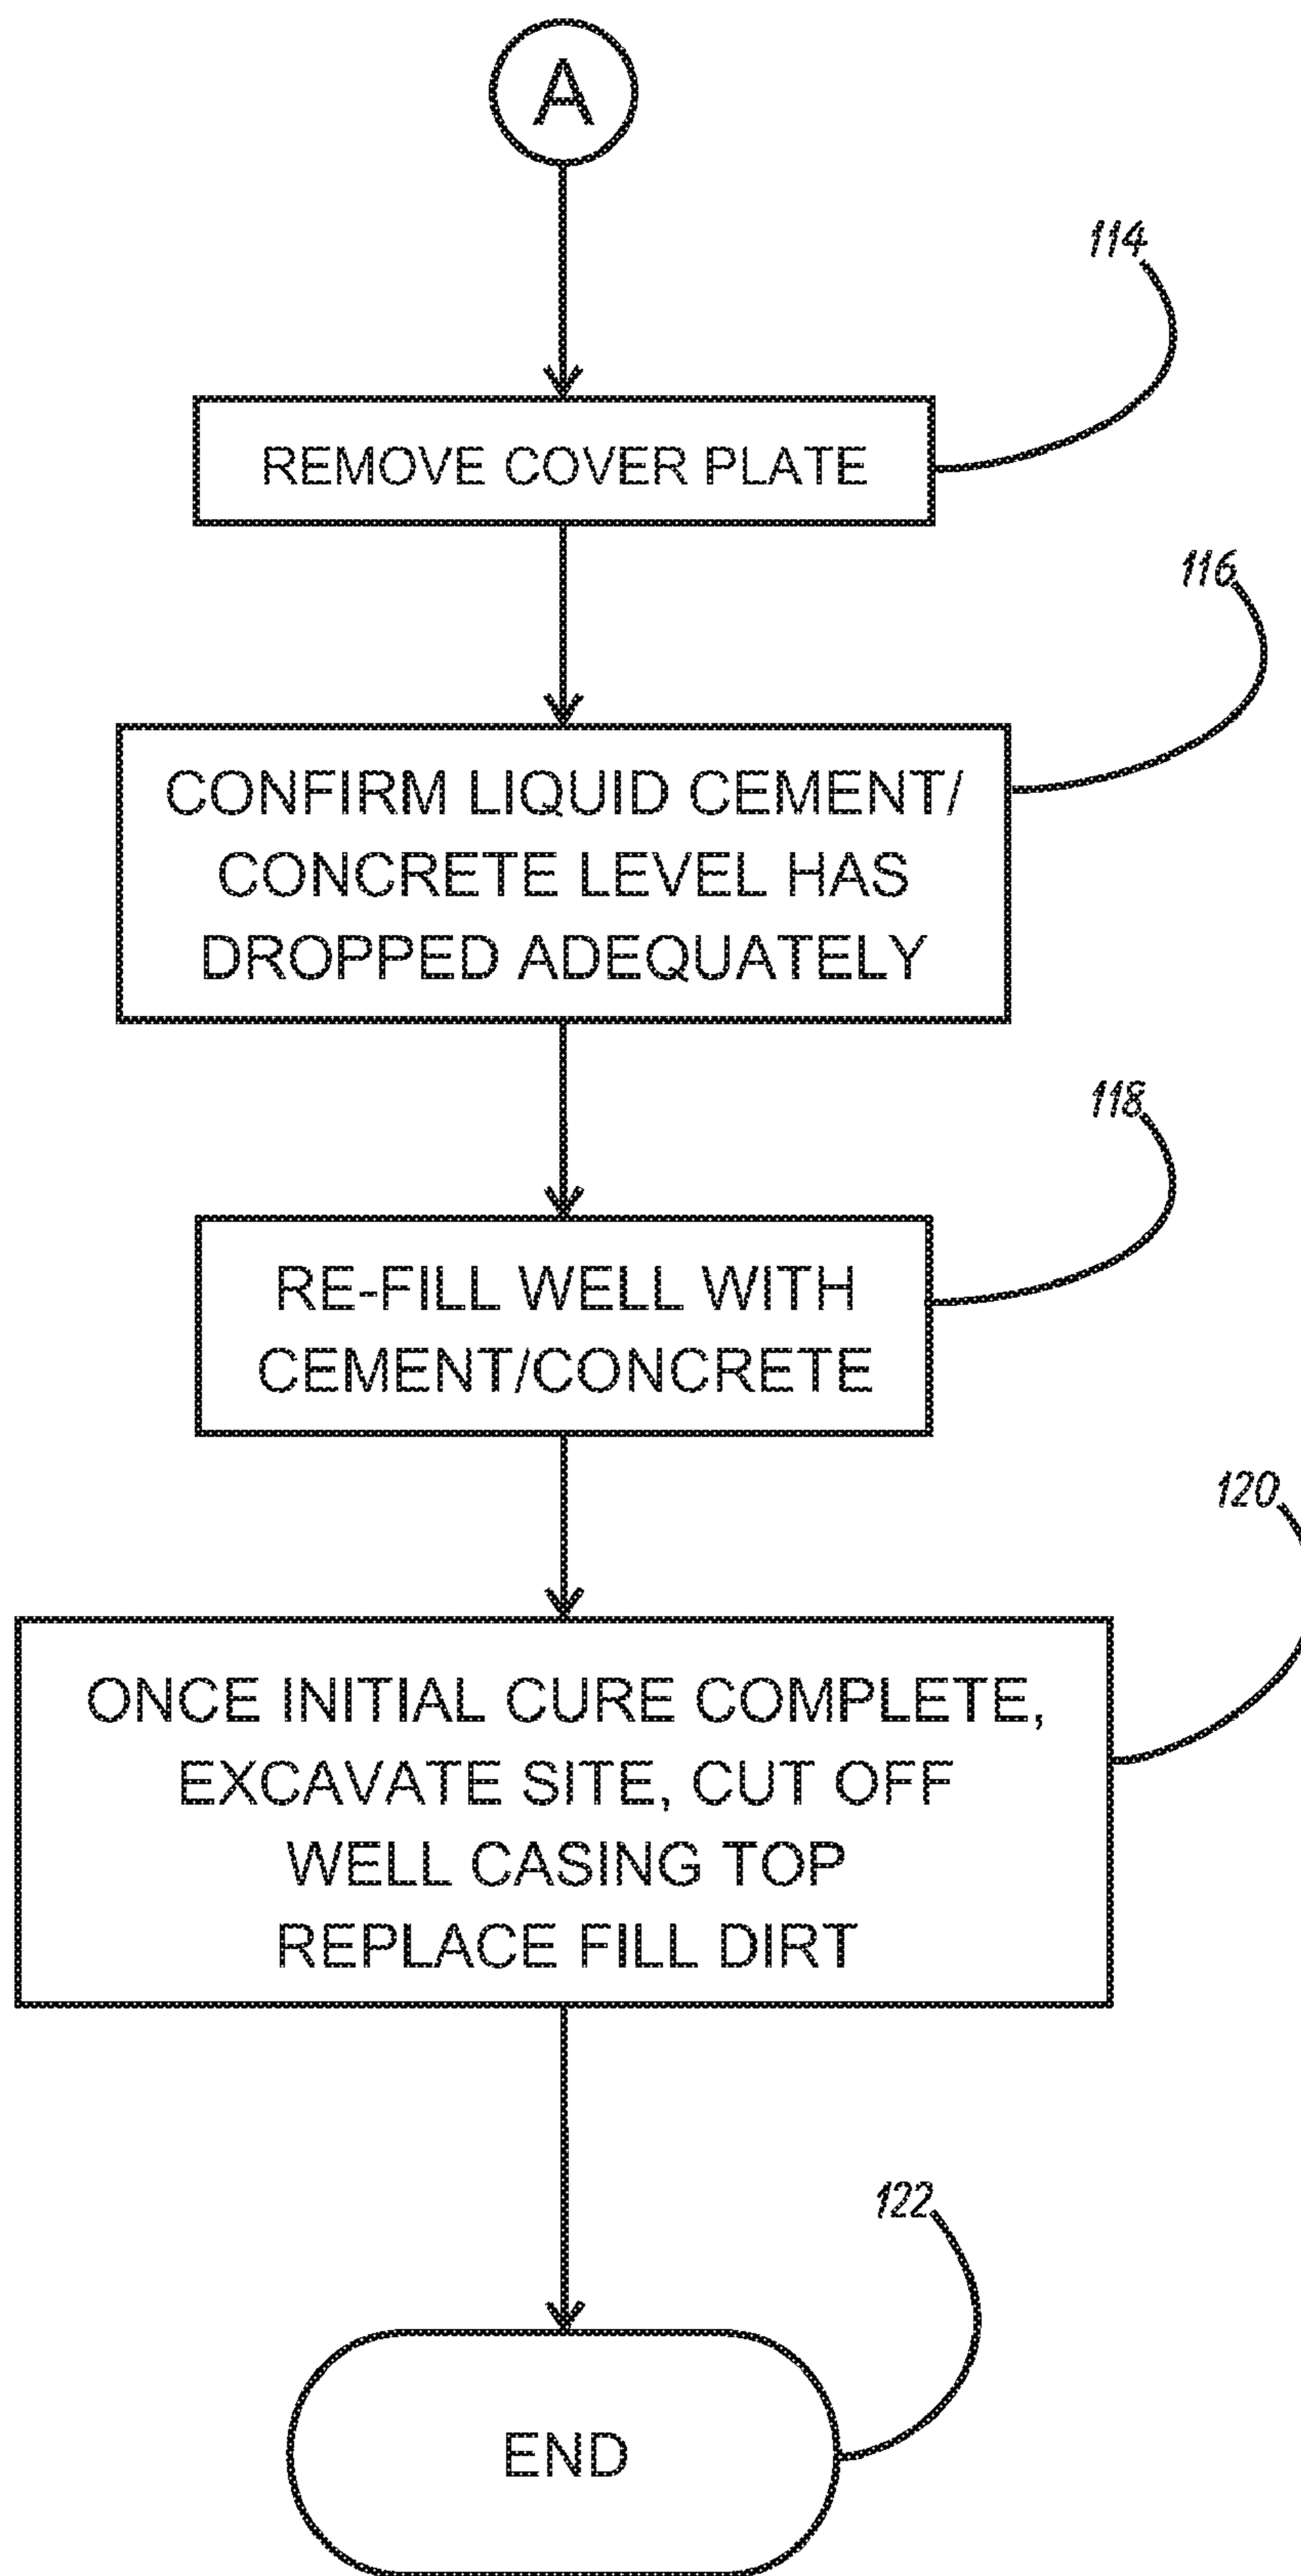 A
114
REMOVE COVER PLATE
116
CONFIRM LIQUID CEMENT/
CONCRETE LEVEL HAS
DROPPED ADEQUATELY
118
RE-FILL WELL WITH
CEMENT/CONCRETE
120
ONCE INITIAL CURE COMPLETE,
EXCAVATE SITE, CUT OFF
WELL CASING TOP
REPLACE FILL DIRT
122
END